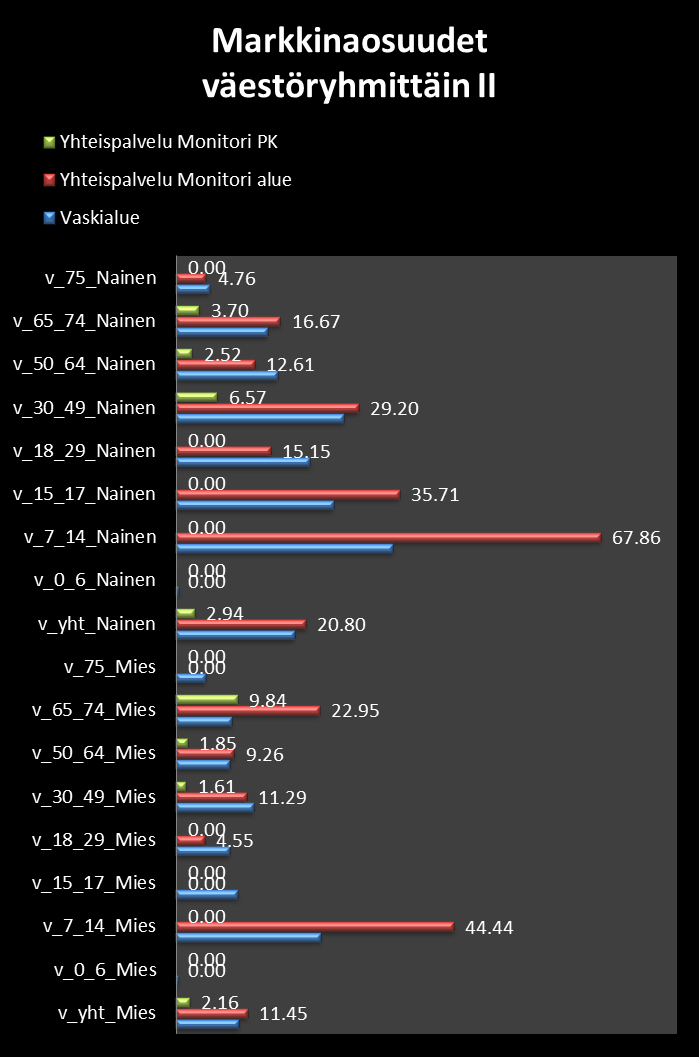 Markkinaosuudet
väestöryhmittäin II
Yhteispalvelu Monitori PK
Yhteispalvelu Monitori alue
Vaskialue
v_75_Nainen 0.00 4.76
v_65_74_Nainen 3.70 16.67
v_50_64_Nainen 2.52 12.61
v_30_49_Nainen 6.57 29.20
v_18_29_Nainen 0.00 15.15
v_15_17_Nainen 0.00 35.71
v_7_14_Nainen 0.00 67.86
v_0_6_Nainen 0.00 0.00
v_yht_Nainen 2.94 20.80
v_75_Mies 0.00 0.00
v_65_74_Mies 9.84 22.95
v_50_64_Mies 1.85 9.26
v_30_49_Mies 1.61 11.29
v_18_29_Mies 0.00 4.55
v_15_17_Mies 0.00 0.00
v_7_14_Mies 0.00 44.44
v_0_6_Mies 0.00 0.00
v_yht_Mies 2.16 11.45